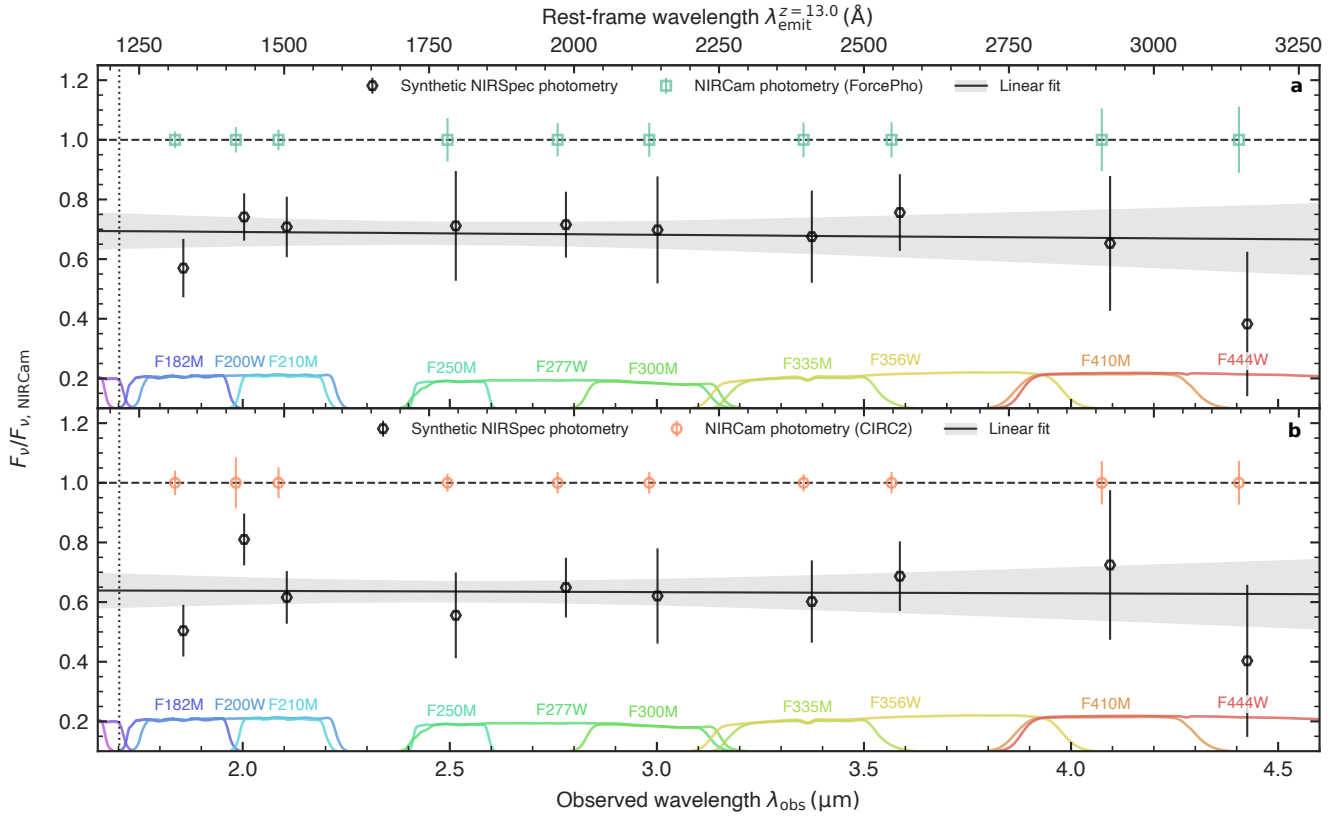 Rest-frame wavelength λ_emit^{z=13.0} (Å)
1250 1500 1750 2000 2250 2500 2750 3000 3250
Synthetic NIRSpec photometry NIRCam photometry (ForcePho) Linear fit a
1.2
1.0
0.8
0.6
0.4
0.2
F182M F200W F210M F250M F277W F300M F335M F356W F410M F444W
F_ν/F_ν, NIRCam
Synthetic NIRSpec photometry NIRCam photometry (CIRC2) Linear fit b
1.2
1.0
0.8
0.6
0.4
0.2
F182M F200W F210M F250M F277W F300M F335M F356W F410M F444W
2.0 2.5 3.0 3.5 4.0 4.5
Observed wavelength λ_obs (μm)